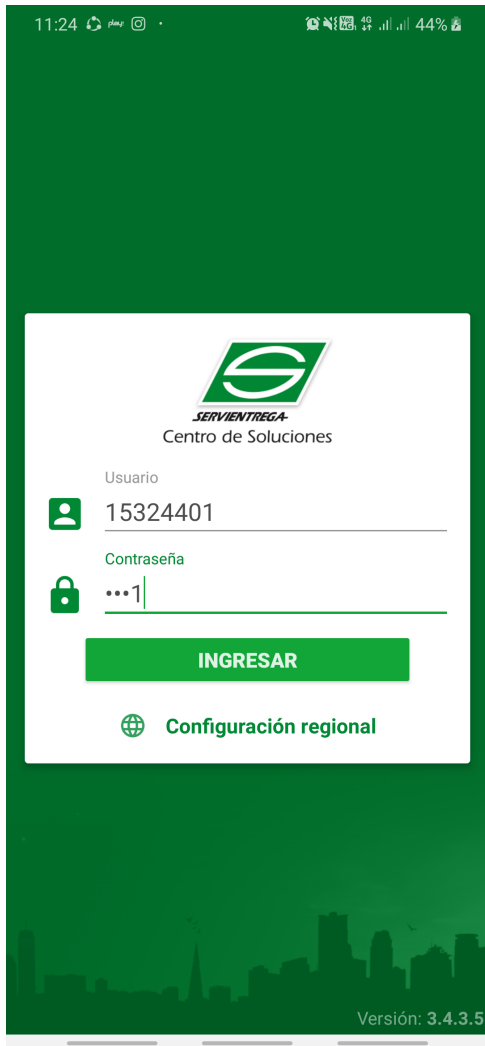 11:24
44%
SERVIENTREGA
Centro de Soluciones
Usuario
15324401
Contraseña
•••1
INGRESAR
Configuración regional
Versión: 3.4.3.5